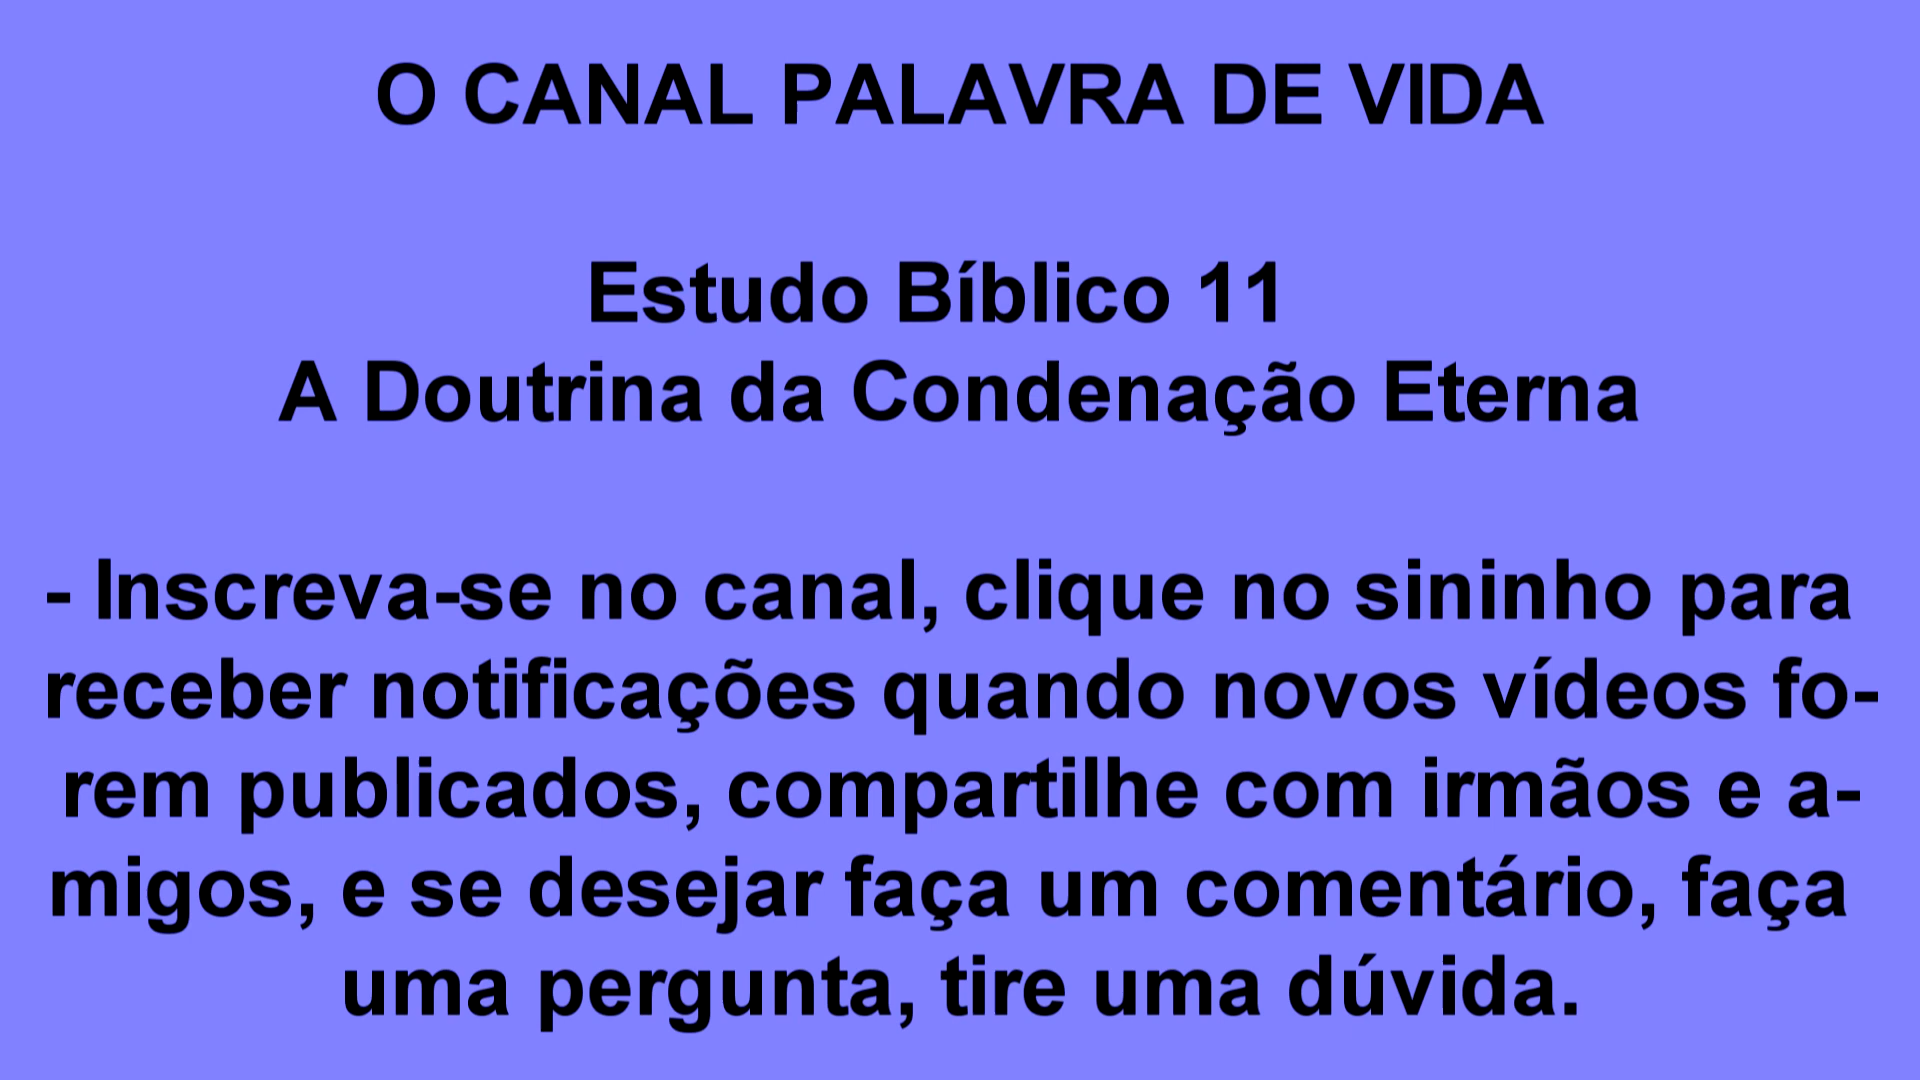 O CANAL PALAVRA DE VIDA
Estudo Bíblico 11
A Doutrina da Condenação Eterna
- Inscreva-se no canal, clique no sininho para
receber notificações quando novos vídeos fo-
rem publicados, compartilhe com irmãos e a-
migos, e se desejar faça um comentário, faça
uma pergunta, tire uma dúvida.